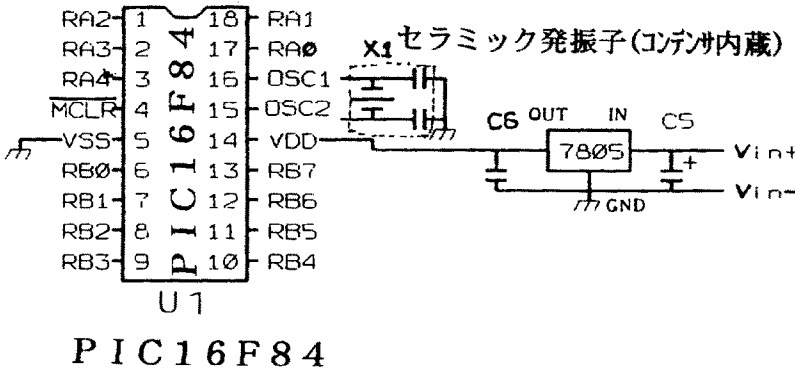 RA2 1 18 RA1
RA3 2 17 RA0
X1 セラミック発振子(コンデンサ内蔵)
RA4 3 16 OSC1
MCLR 4 15 OSC2
VSS 5 14 VDD
RB0 6 13 RB7
RB1 7 12 RB6
RB2 8 11 RB5
RB3 9 10 RB4
PIC16F84
U1
C6 OUT IN C5
7805
+
Vin+
Vin-
GND
PIC16F84